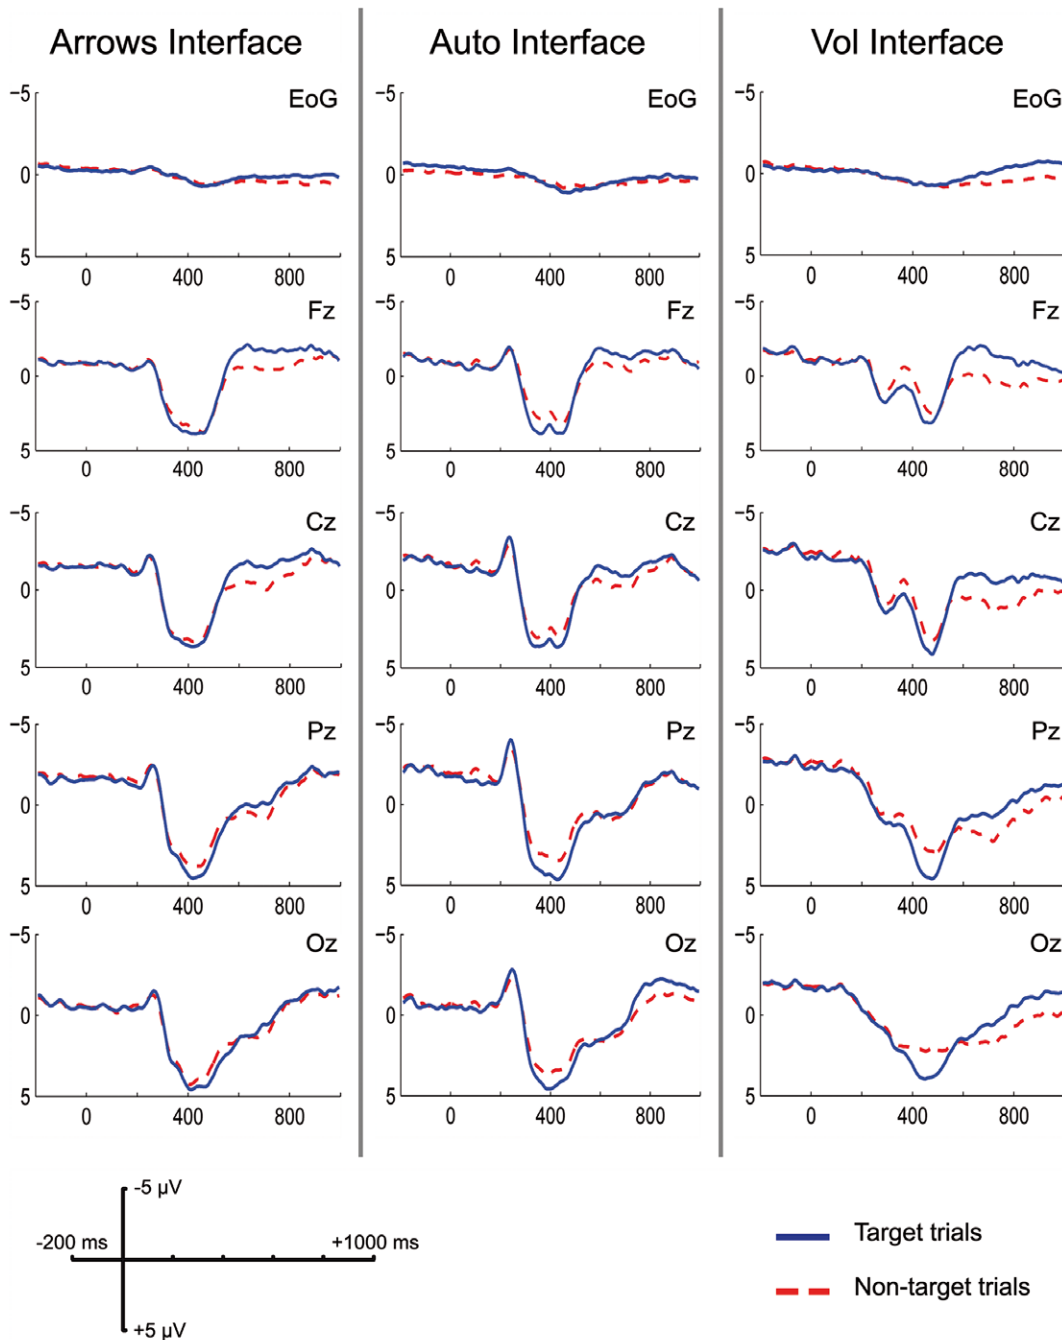 Arrows Interface Auto Interface Vol Interface
-5 EoG -5 EoG -5 EoG
0 0 0
5 5 5
0 400 800 0 400 800 0 400 800
-5 Fz -5 Fz -5 Fz
0 0 0
5 5 5
0 400 800 0 400 800 0 400 800
-5 Cz -5 Cz -5 Cz
0 0 0
5 5 5
0 400 800 0 400 800 0 400 800
-5 Pz -5 Pz -5 Pz
0 0 0
5 5 5
0 400 800 0 400 800 0 400 800
-5 Oz -5 Oz -5 Oz
0 0 0
5 5 5
0 400 800 0 400 800 0 400 800
-5 µV
-200 ms +1000 ms
+5 µV
Target trials
Non-target trials